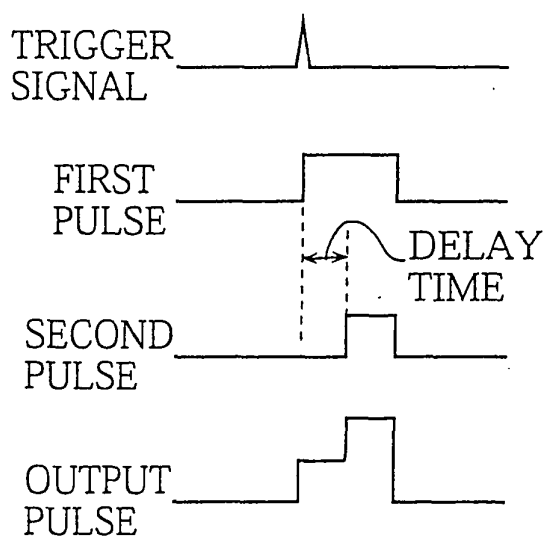 TRIGGER
SIGNAL
FIRST
PULSE
DELAY
TIME
SECOND
PULSE
OUTPUT
PULSE